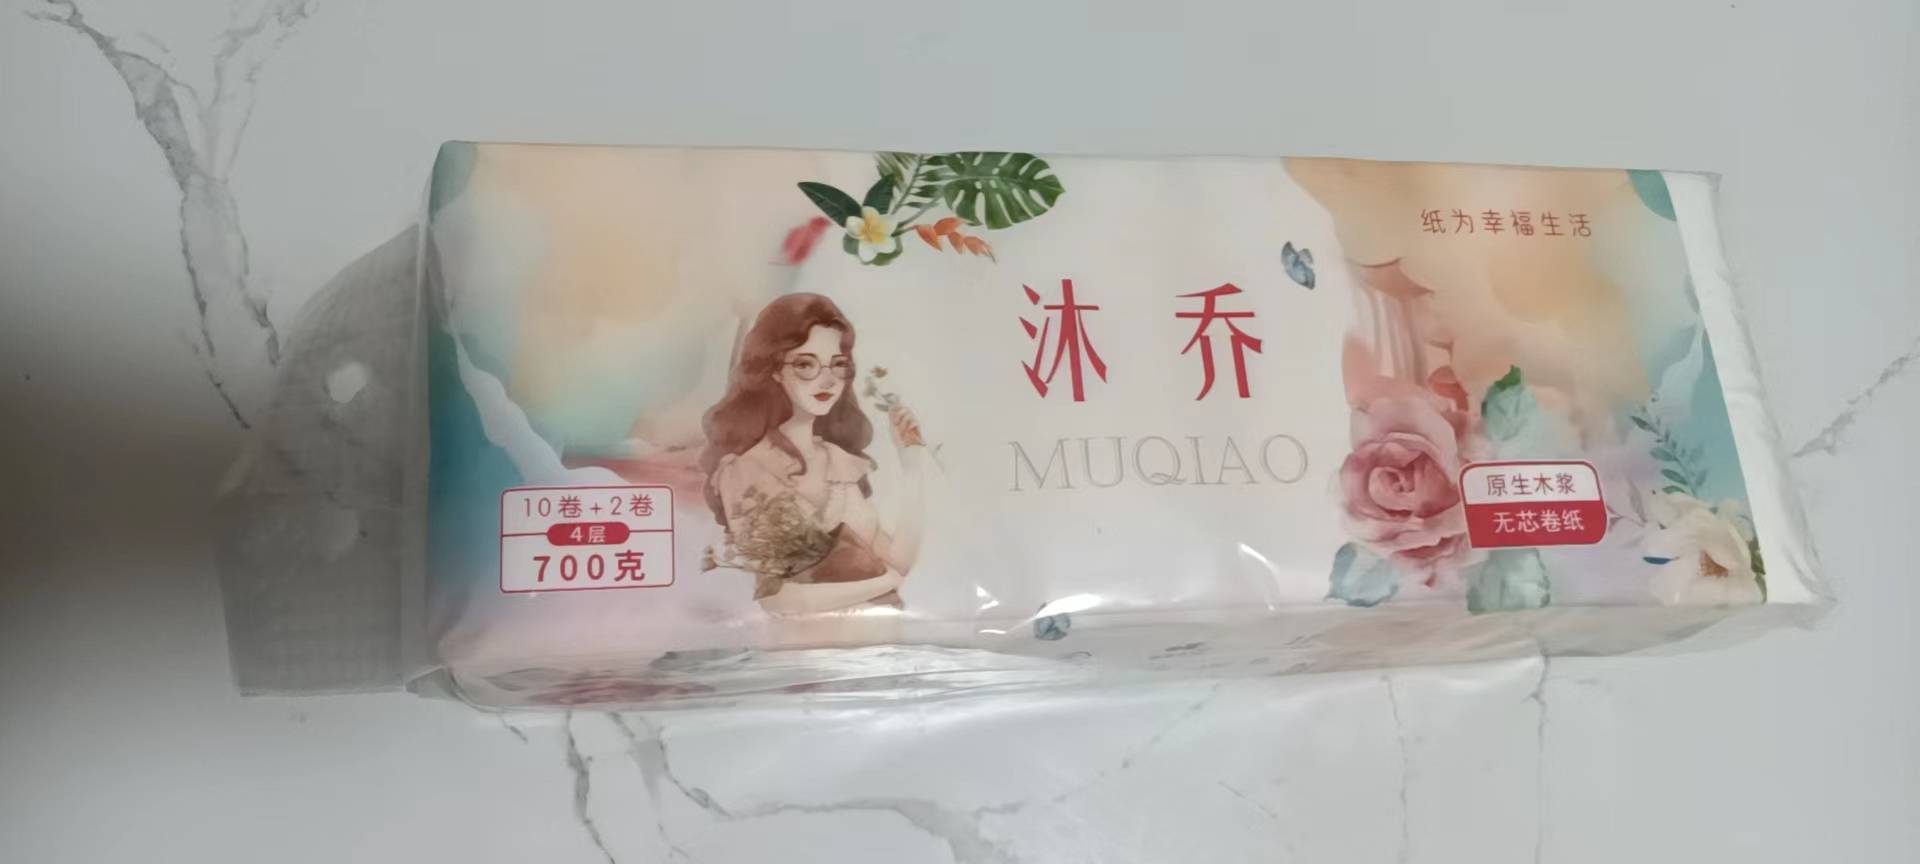 纸为幸福生活
沐乔
MUQIAO
10卷+2卷
4层
700克
原生木浆
无芯卷纸